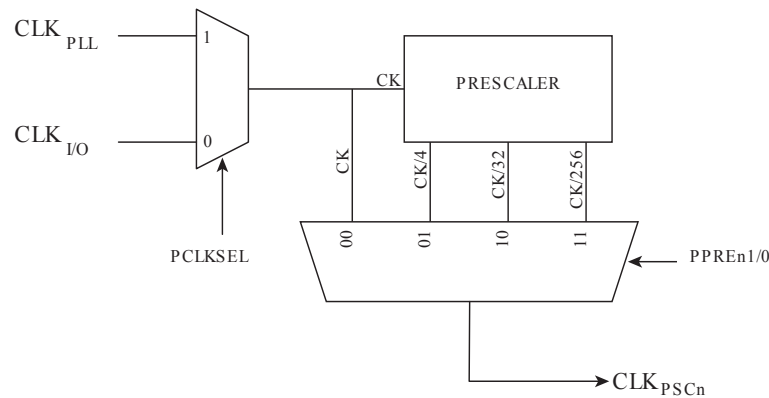 CLK PLL
1
CK
PRESCALER
CLK I/O
0
CK
CK/4
CK/32
CK/256
PCLKSEL
00
01
10
11
PPREn1/0
CLK PSCn